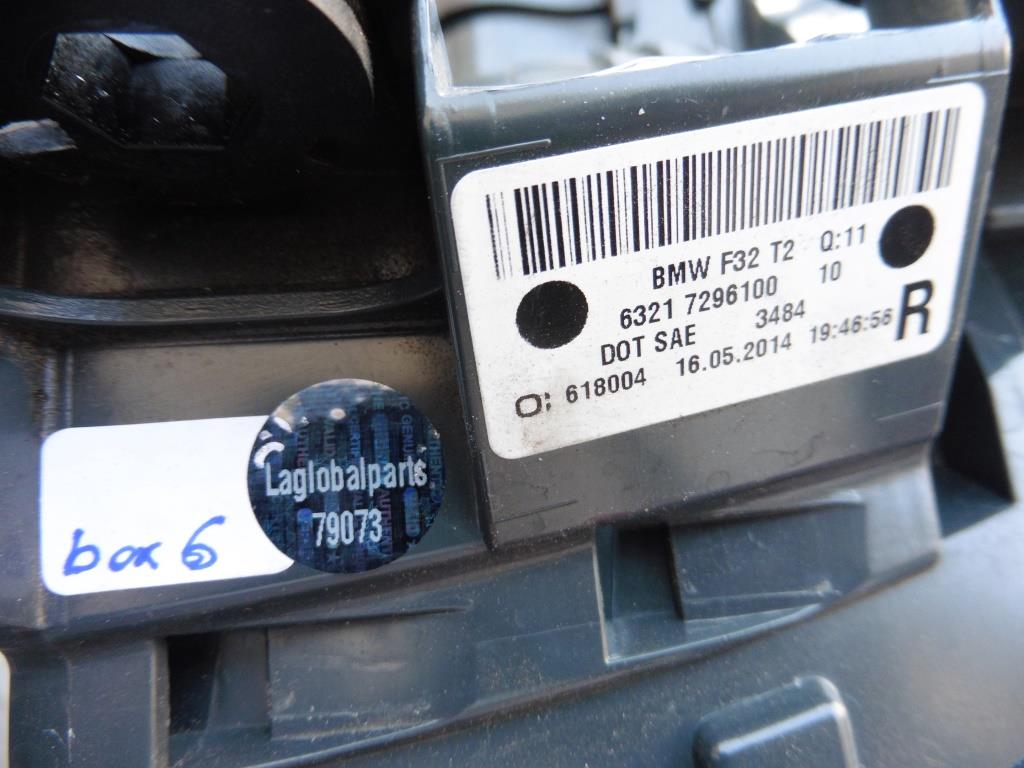 BMW F32 T2 Q:11
6321 7296100 10
DOT SAE 3484
618004 16.05.2014 19:46:56 R
Laglobalparts
79073
box 6